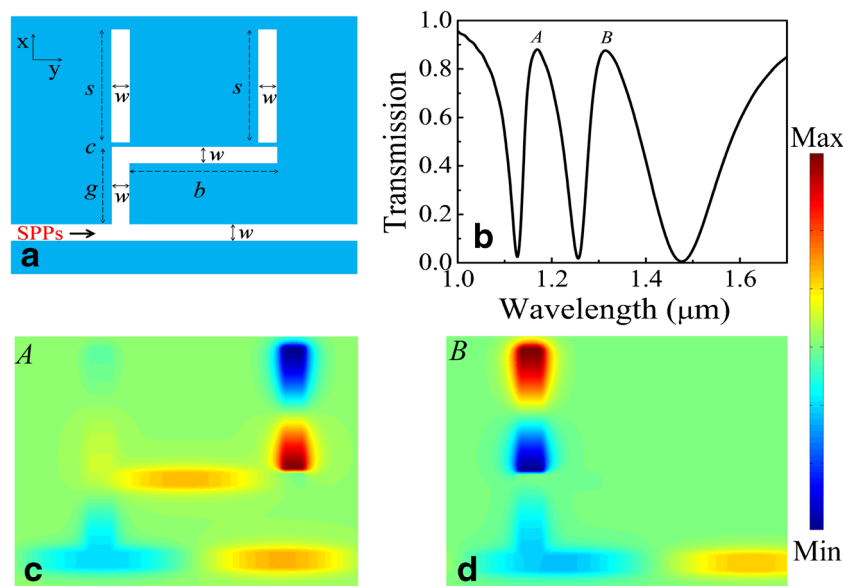 x
y
s
w
s
w
c
w
g
w
b
SPPs
w
a
1.0
0.8
0.6
0.4
0.2
0.0
Transmission
A
B
b
1.0
1.2
1.4
1.6
Wavelength (μm)
Max
Min
A
c
B
d